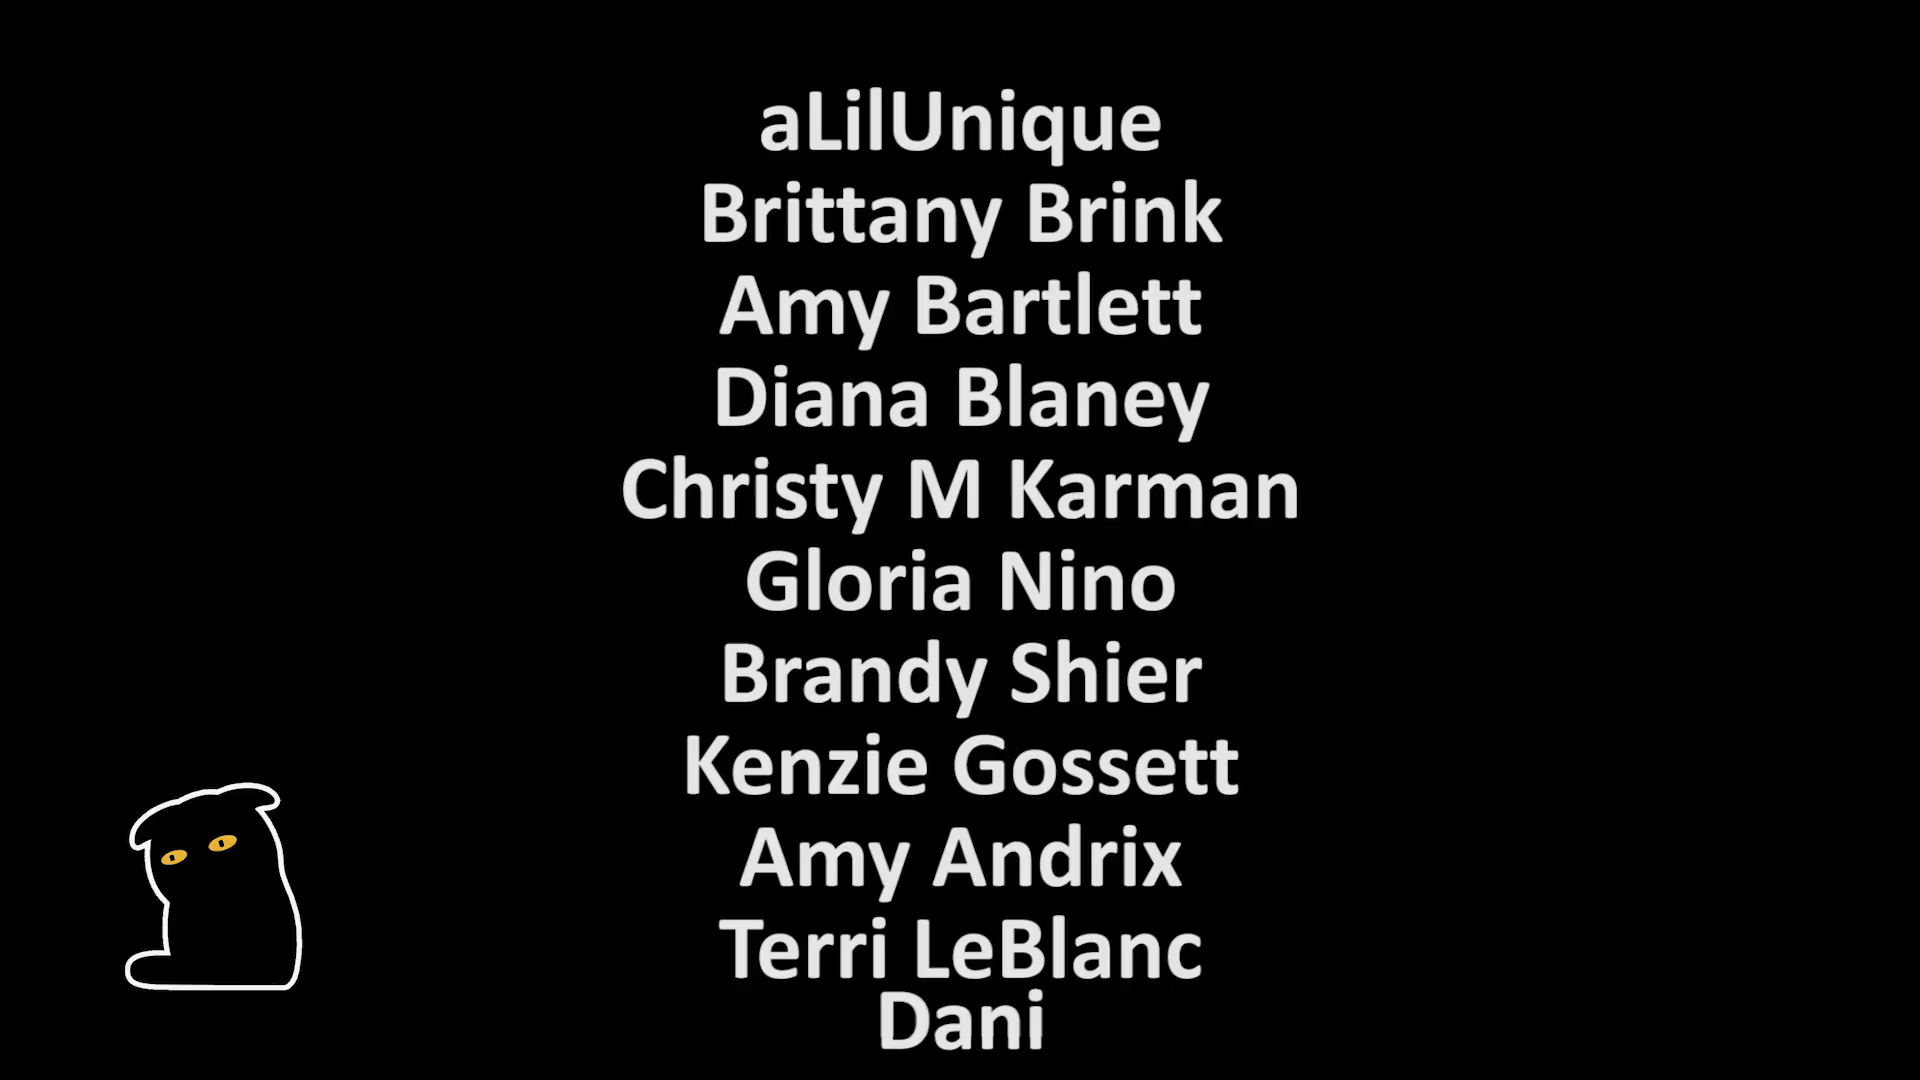 aLilUnique
Brittany Brink
Amy Bartlett
Diana Blaney
Christy M Karman
Gloria Nino
Brandy Shier
Kenzie Gossett
Amy Andrix
Terri LeBlanc
Dani